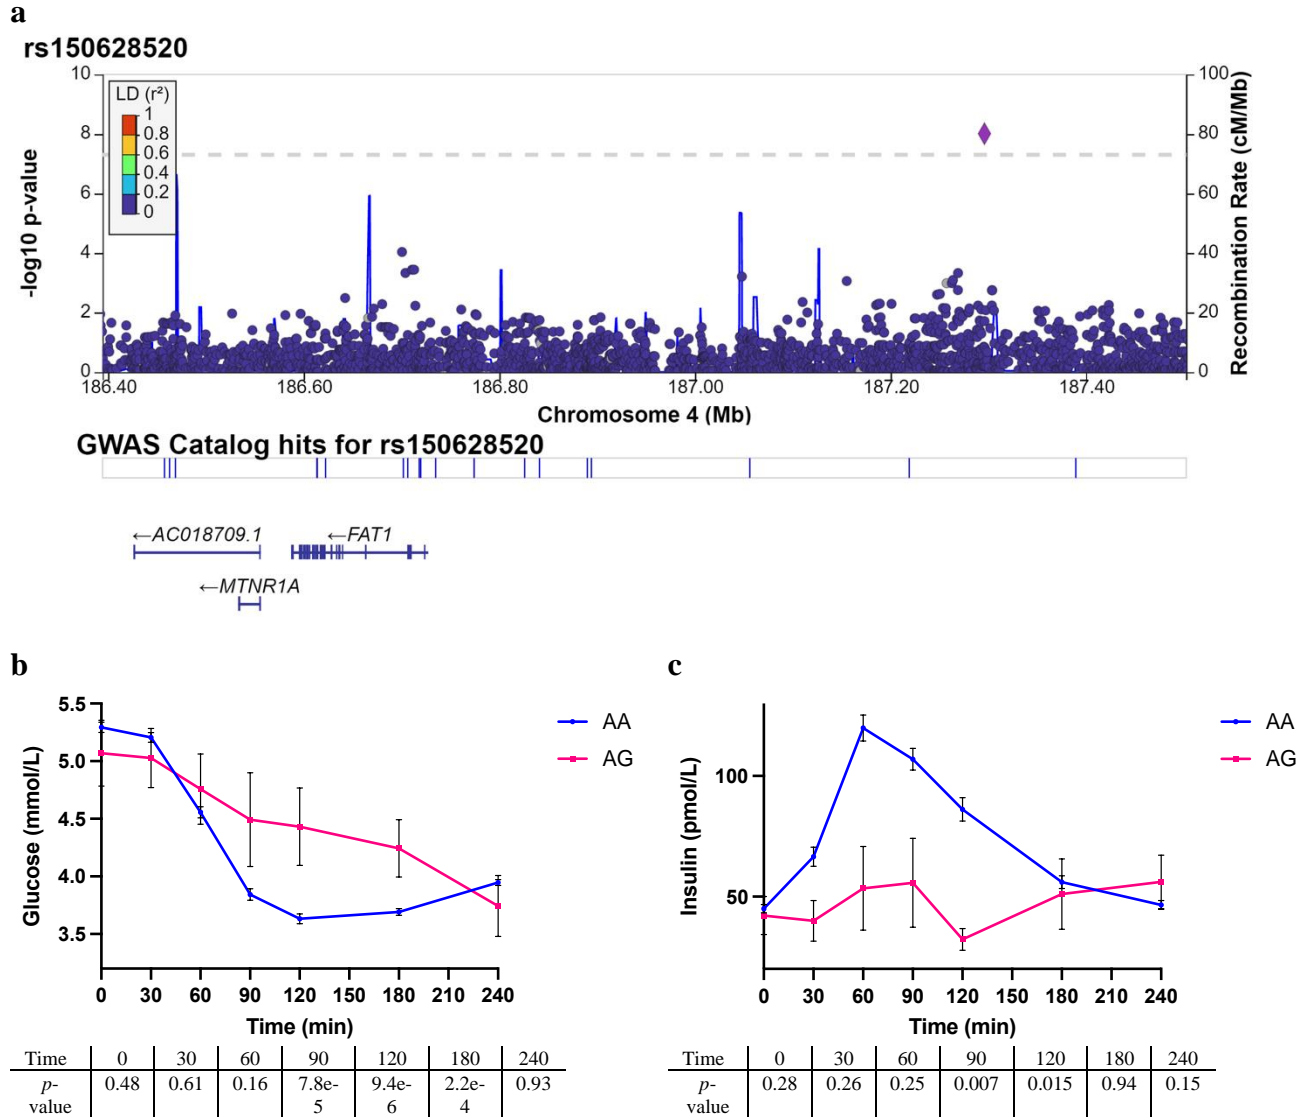 a
rs150628520
10
8
6
4
2
0
-log10 p-value
LD (r²)
1
0.8
0.6
0.4
0.2
0
100
80
60
40
20
0
Recombination Rate (cM/Mb)
186.40 186.60 186.80 187.00 187.20 187.40
Chromosome 4 (Mb)
GWAS Catalog hits for rs150628520
←AC018709.1 ←FAT1
←MTNR1A
b
5.5
5.0
4.5
4.0
3.5
Glucose (mmol/L)
AA
AG
0 30 60 90 120 150 180 210 240
Time (min)
Time 0 30 60 90 120 180 240
p- 0.48 0.61 0.16 7.8e- 9.4e- 2.2e- 0.93
value 5 6 4
c
100
50
Insulin (pmol/L)
AA
AG
0 30 60 90 120 150 180 210 240
Time (min)
Time 0 30 60 90 120 180 240
p- 0.28 0.26 0.25 0.007 0.015 0.94 0.15
value